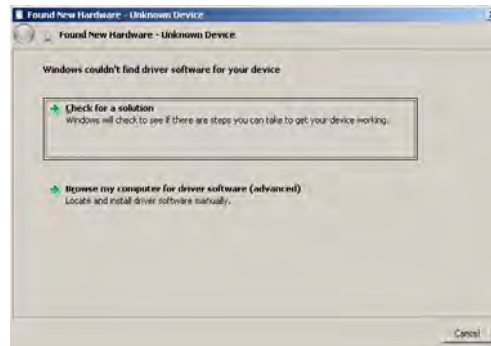 Found New Hardware - Unknown Device
Found New Hardware - Unknown Device
Windows couldn't find driver software for your device
Check for a solution
Windows will check to see if there are steps you can take to get your device working.
Browse my computer for driver software (advanced)
Locate and install driver software manually.
Cancel